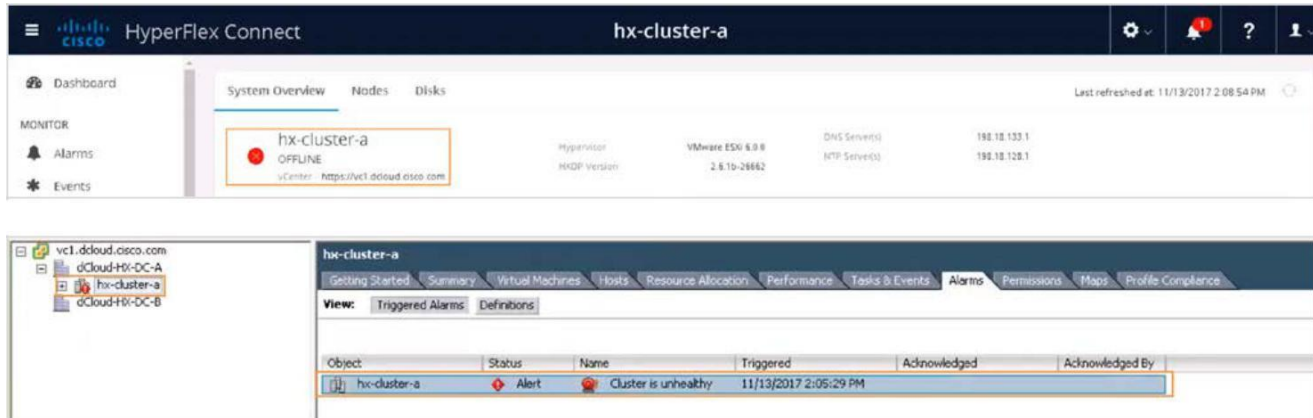 CISCO HyperFlex Connect hx-cluster-a 1 ?
Dashboard
System Overview Nodes Disks Last refreshed at: 11/13/2017 2:08:54 PM
MONITOR
Alarms
Events
hx-cluster-a
OFFLINE
vCenter https://vc1.dcloud.cisco.com
Hypervisor VMware ESXi 6.0.0
HXDP Version 2.6.1b-26662
DNS Server(s) 198.18.133.1
NTP Server(s) 198.18.128.1
vc1.dcloud.cisco.com
dCloud-HX-DC-A
hx-cluster-a
dCloud-HX-DC-B
hx-cluster-a
Getting Started Summary Virtual Machines Hosts Resource Allocation Performance Tasks & Events Alarms Permissions Maps Profile Compliance
View: Triggered Alarms Definitions
Object Status Name Triggered Acknowledged Acknowledged By
hx-cluster-a Alert Cluster is unhealthy 11/13/2017 2:05:29 PM